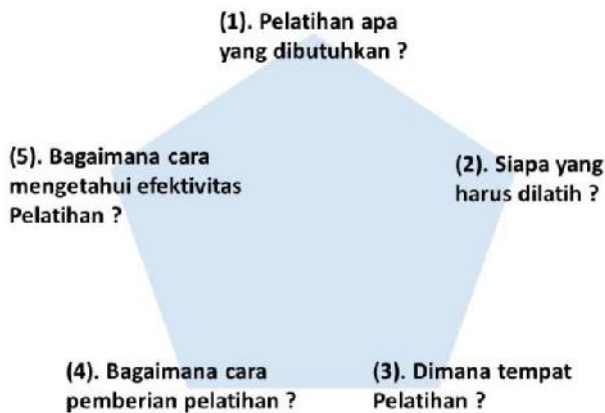 (1). Pelatihan apa
yang dibutuhkan ?
(2). Siapa yang
harus dilatih ?
(3). Dimana tempat
Pelatihan ?
(4). Bagaimana cara
pemberian pelatihan ?
(5). Bagaimana cara
mengetahui efektivitas
Pelatihan ?